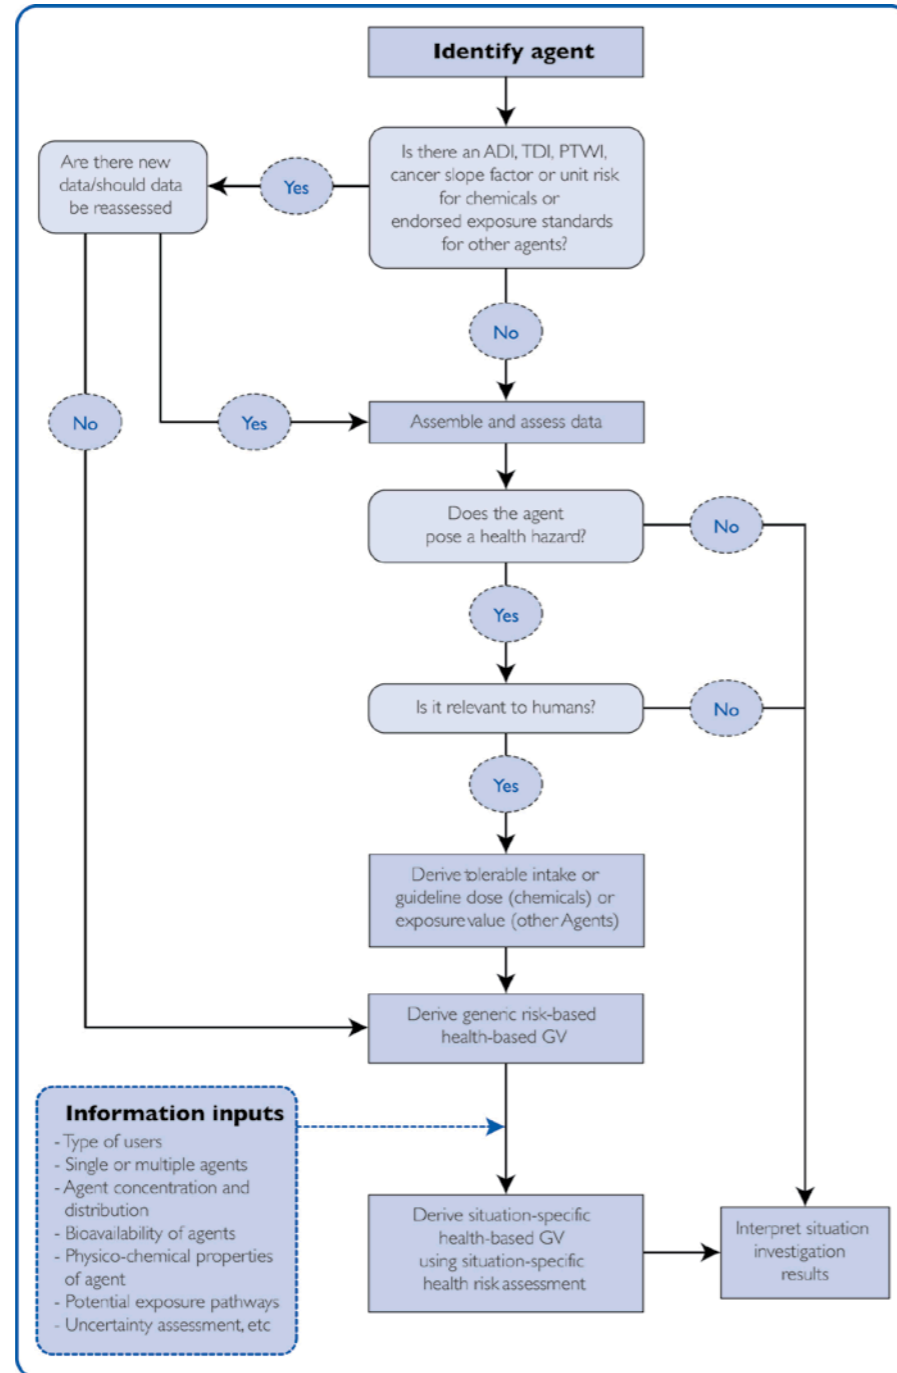 Identify agent
Is there an ADI, TDI, PTWI,
cancer slope factor or unit risk
for chemicals or
endorsed exposure standards
for other agents?
Yes
Are there new
data/should data
be reassessed
No
No
Yes
Assemble and assess data
Does the agent
pose a health hazard?
No
Yes
Is it relevant to humans?
No
Yes
Derive tolerable intake or
guideline dose (chemicals) or
exposure value (other Agents)
Derive generic risk-based
health-based GV
Information inputs
- Type of users
- Single or multiple agents
- Agent concentration and
distribution
- Bioavailability of agents
- Physico-chemical properties
of agent
- Potential exposure pathways
- Uncertainty assessment, etc
Derive situation-specific
health-based GV
using situation-specific
health risk assessment
Interpret situation
investigation
results